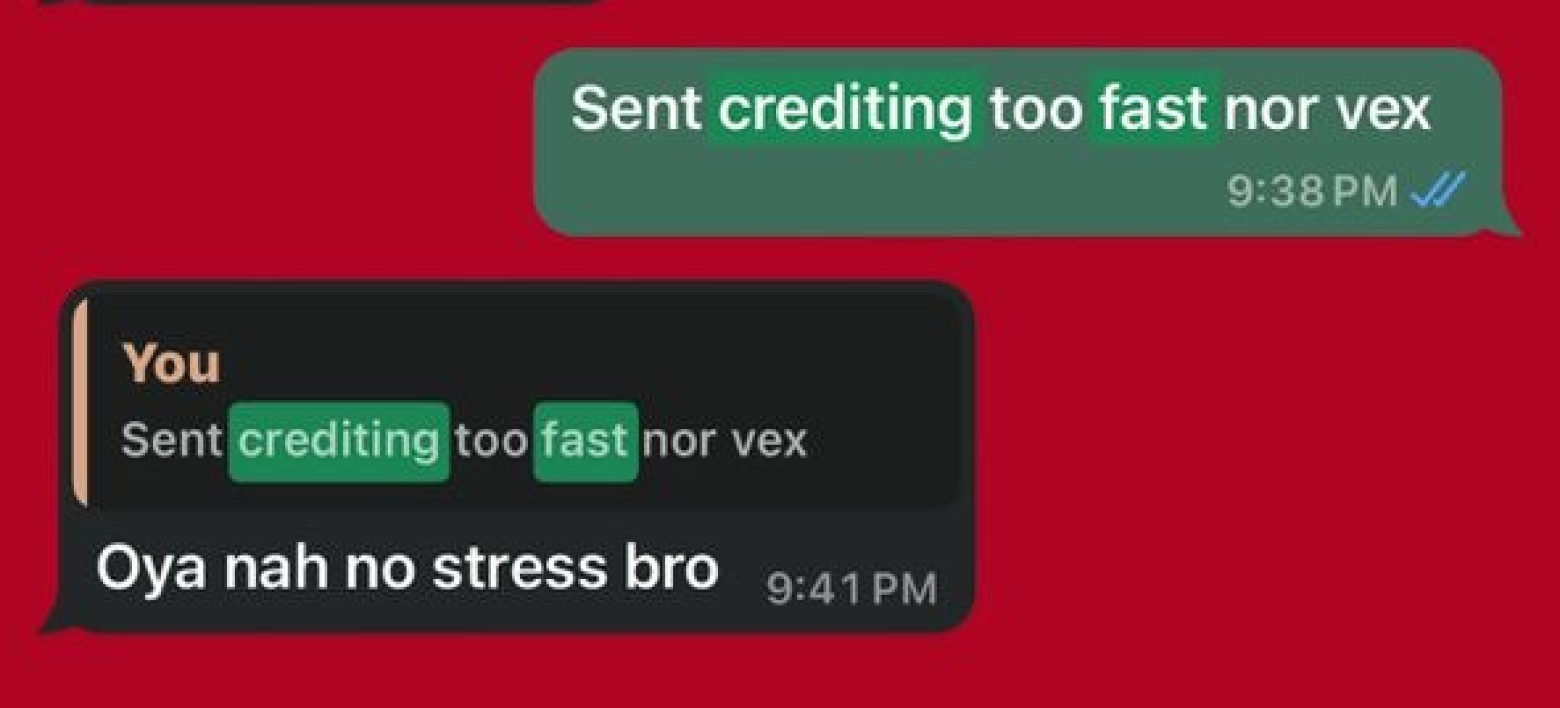 Sent crediting too fast nor vex
9:38 PM
You
Sent crediting too fast nor vex
Oya nah no stress bro 9:41 PM